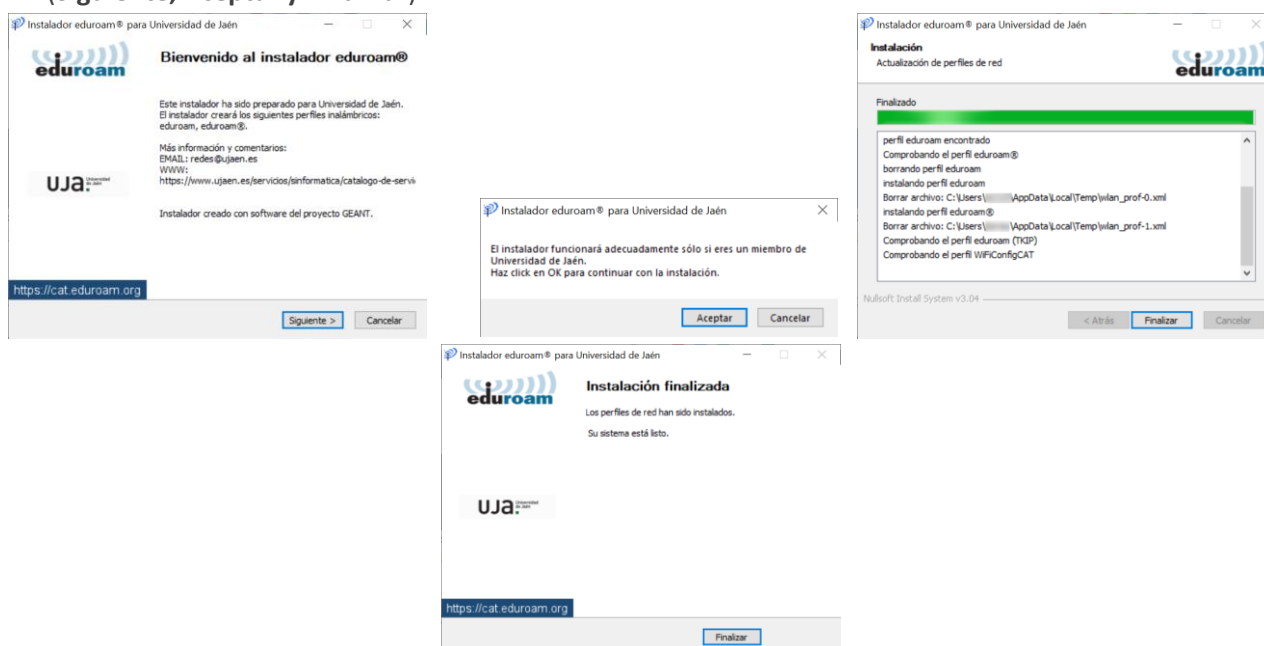 (Siguiente, Aceptar y Finalizar)
Instalador eduroam® para Universidad de Jaén
eduroam
Bienvenido al instalador eduroam®
Este instalador ha sido preparado para Universidad de Jaén.
El instalador creará los siguientes perfiles inalámbricos:
eduroam, eduroam®.
Más información y comentarios:
EMAIL: redes@ujaen.es
WWW:
https://www.ujaen.es/servicios/sinformatica/catalogo-de-servi
UJa.
Universidad
de Jaén
Instalador creado con software del proyecto GEANT.
https://cat.eduroam.org
Siguiente >
Cancelar
Instalador eduroam® para Universidad de Jaén
El instalador funcionará adecuadamente sólo si eres un miembro de
Universidad de Jaén.
Haz click en OK para continuar con la instalación.
Aceptar
Cancelar
Instalador eduroam® para Universidad de Jaén
Instalación
Actualización de perfiles de red
eduroam
Finalizado
perfil eduroam encontrado
Comprobando el perfil eduroam®
borrando perfil eduroam
instalando perfil eduroam
Borrar archivo: C:\Users\ \AppData\Local\Temp\wlan_prof-0.xml
instalando perfil eduroam®
Borrar archivo: C:\Users\ \AppData\Local\Temp\wlan_prof-1.xml
Comprobando el perfil eduroam (TKIP)
Comprobando el perfil WiFiConfigCAT
Nullsoft Install System v3.04
< Atrás
Finalizar
Cancelar
Instalador eduroam® para Universidad de Jaén
eduroam
Instalación finalizada
Los perfiles de red han sido instalados.
Su sistema está listo.
UJa.
Universidad
de Jaén
https://cat.eduroam.org
Finalizar